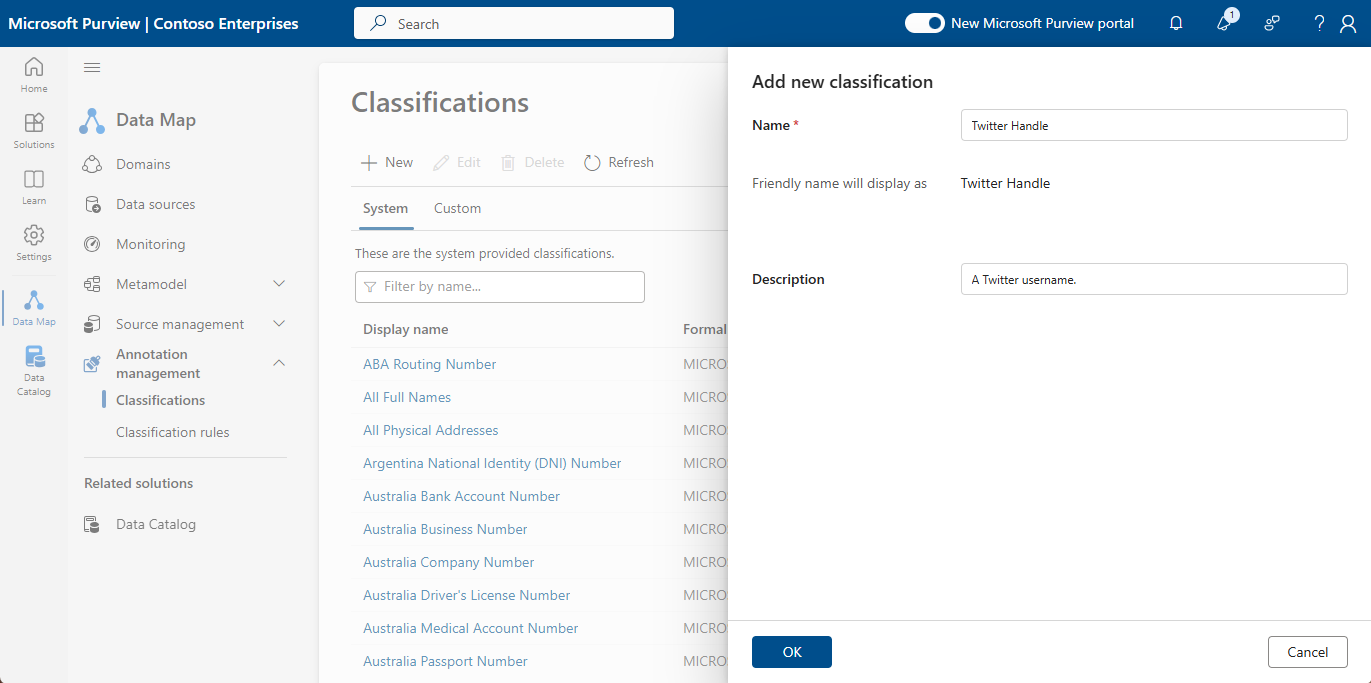 Microsoft Purview | Contoso Enterprises
Search
New Microsoft Purview portal
1
?
Home
Solutions
Learn
Settings
Data Map
Data
Catalog
Data Map
Domains
Data sources
Monitoring
Metamodel
Source management
Annotation
management
Classifications
Classification rules
Related solutions
Data Catalog
Classifications
New
Edit
Delete
Refresh
System
Custom
These are the system provided classifications.
Filter by name...
Display name
Formal
ABA Routing Number
MICRO
All Full Names
MICRO
All Physical Addresses
MICRO
Argentina National Identity (DNI) Number
MICRO
Australia Bank Account Number
MICRO
Australia Business Number
MICRO
Australia Company Number
MICRO
Australia Driver's License Number
MICRO
Australia Medical Account Number
MICRO
Australia Passport Number
MICRO
Add new classification
Name *
Twitter Handle
Friendly name will display as
Twitter Handle
Description
A Twitter username.
OK
Cancel